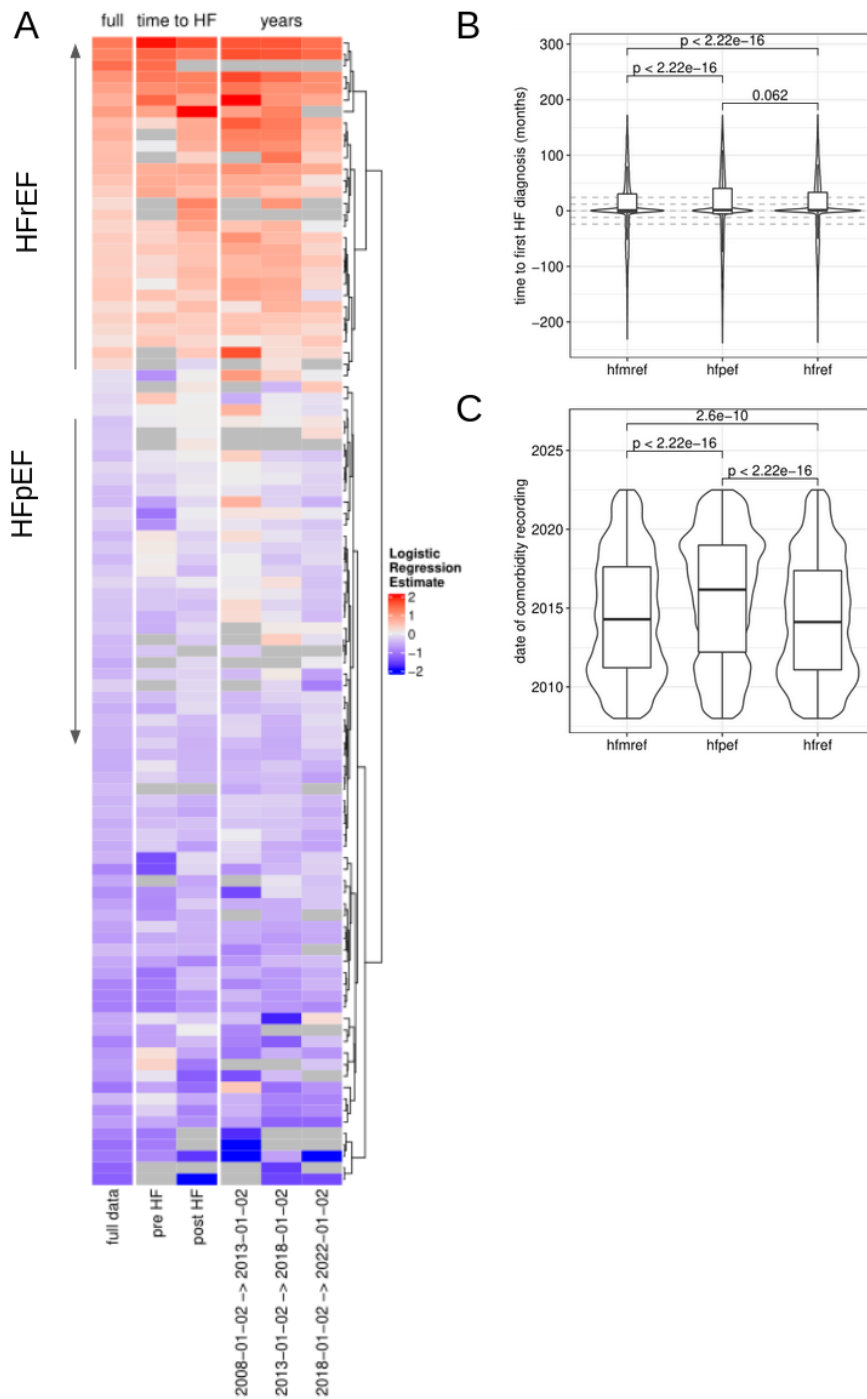 A
full time to HF years
HFrEF
HFpEF
Logistic
Regression
Estimate
2
1
0
−1
−2
full data
pre HF
post HF
2008−01−02 −> 2013−01−02
2013−01−02 −> 2018−01−02
2018−01−02 −> 2022−01−02
B
time to first HF diagnosis (months)
300
200
100
0
−100
−200
p < 2.22e−16
p < 2.22e−16
0.062
hfmref hfpef hfref
C
date of comorbidity recording
2025
2020
2015
2010
2.6e−10
p < 2.22e−16
p < 2.22e−16
hfmref hfpef hfref